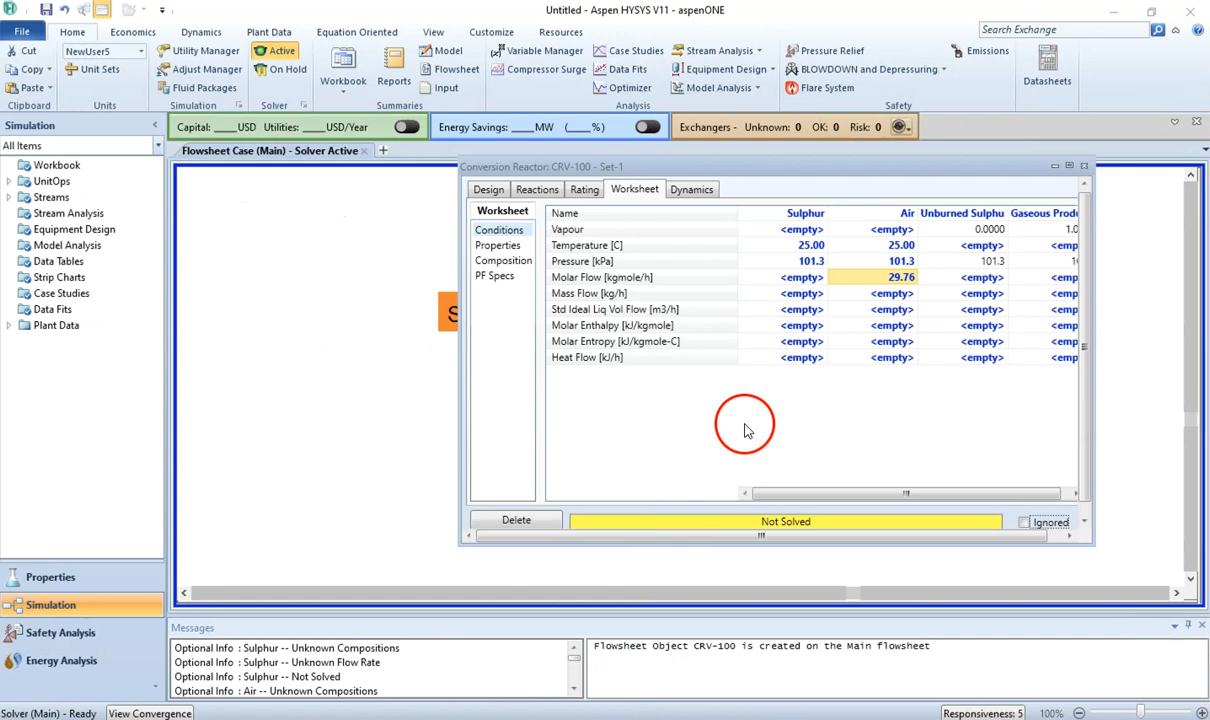 Untitled - Aspen HYSYS V11 - aspenONE
File Home Economics Dynamics Plant Data Equation Oriented View Customize Resources Search Exchange
Cut NewUser5 Utility Manager Active Model Variable Manager Case Studies Stream Analysis Pressure Relief Emissions
Copy Unit Sets Adjust Manager On Hold Workbook Reports Flowsheet Compressor Surge Data Fits Equipment Design BLOWDOWN and Depressuring Datasheets
Paste Fluid Packages Input Optimizer Model Analysis Flare System
Clipboard Units Simulation Solver Summaries Analysis Safety
Simulation Capital: ____USD Utilities: ____USD/Year Energy Savings: ____MW (____%) Exchangers - Unknown: 0 OK: 0 Risk: 0
All Items Flowsheet Case (Main) - Solver Active
Workbook
UnitOps
Streams
Stream Analysis
Equipment Design
Model Analysis
Data Tables
Strip Charts
Case Studies
Data Fits
Plant Data
S
Conversion Reactor: CRV-100 - Set-1
Design Reactions Rating Worksheet Dynamics
Worksheet
Conditions
Properties
Composition
PF Specs
Name Sulphur Air Unburned Sulphu Gaseous Produ
Vapour <empty> <empty> 0.0000 1.0
Temperature [C] 25.00 25.00 <empty> <emp
Pressure [kPa] 101.3 101.3 101.3 10
Molar Flow [kgmole/h] <empty> 29.76 <empty> <emp
Mass Flow [kg/h] <empty> <empty> <empty> <emp
Std Ideal Liq Vol Flow [m3/h] <empty> <empty> <empty> <emp
Molar Enthalpy [kJ/kgmole] <empty> <empty> <empty> <emp
Molar Entropy [kJ/kgmole-C] <empty> <empty> <empty> <emp
Heat Flow [kJ/h] <empty> <empty> <empty> <emp
Delete Not Solved Ignored
Properties
Simulation
Safety Analysis
Energy Analysis
Messages
Optional Info : Sulphur -- Unknown Compositions
Optional Info : Sulphur -- Unknown Flow Rate
Optional Info : Sulphur -- Not Solved
Optional Info : Air -- Unknown Compositions
Flowsheet Object CRV-100 is created on the Main flowsheet
Solver (Main) - Ready View Convergence Responsiveness: 5 100%